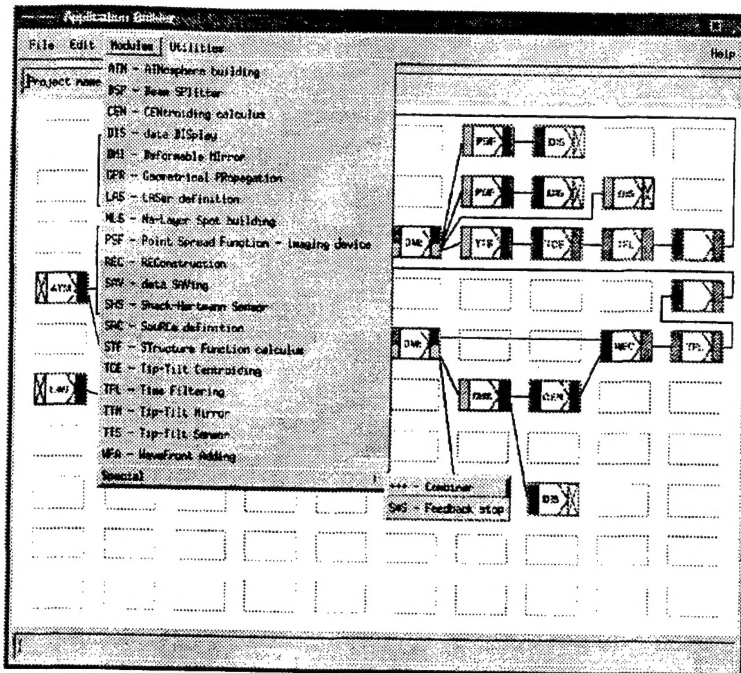 Application Builder
File Edit Modules Utilities Help
Project name
ATM - ATMosphere building
BSP - Beam SPlitter
CEN - CENtroiding calculus
DIS - data DISplay
DMI - Deformable MIrror
GPR - Geometrical PRopagation
LAS - LASer definition
NLS - Na-Layer Spot building
PSF - Point Spread Function - imaging device
REC - REConstruction
SAV - data SAVing
SHS - Shack-Hartmann Sensor
SRC - SouRCe definition
STF - STructure Function calculus
TCE - Tip-Tilt Centroiding
TFL - Time Filtering
TTM - Tip-Tilt Mirror
TTS - Tip-Tilt Sensor
WFA - Wavefront Adding
Special
+++ - Combiner
S*S - Feedback stop
PSF DIS
PSF DIS DIS
TCE TFL
ATM
REC TFL
LAS
CEN
DIS